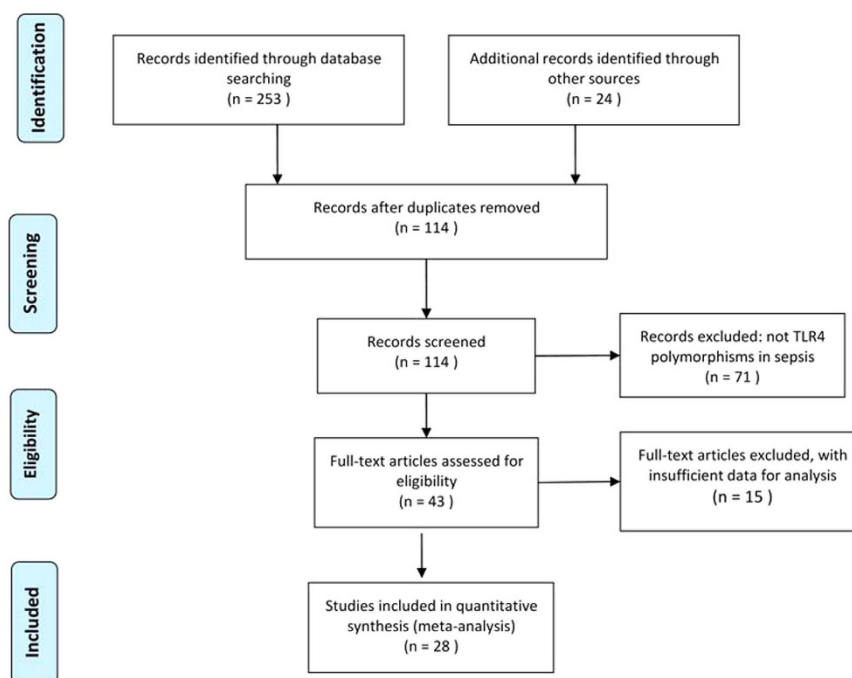 Identification
Records identified through database
searching
(n = 253 )
Additional records identified through
other sources
(n = 24 )
Records after duplicates removed
(n = 114 )
Screening
Records screened
(n = 114 )
Records excluded: not TLR4
polymorphisms in sepsis
(n = 71 )
Eligibility
Full-text articles assessed for
eligibility
(n = 43 )
Full-text articles excluded, with
insufficient data for analysis
(n = 15 )
Included
Studies included in quantitative
synthesis (meta-analysis)
(n = 28 )